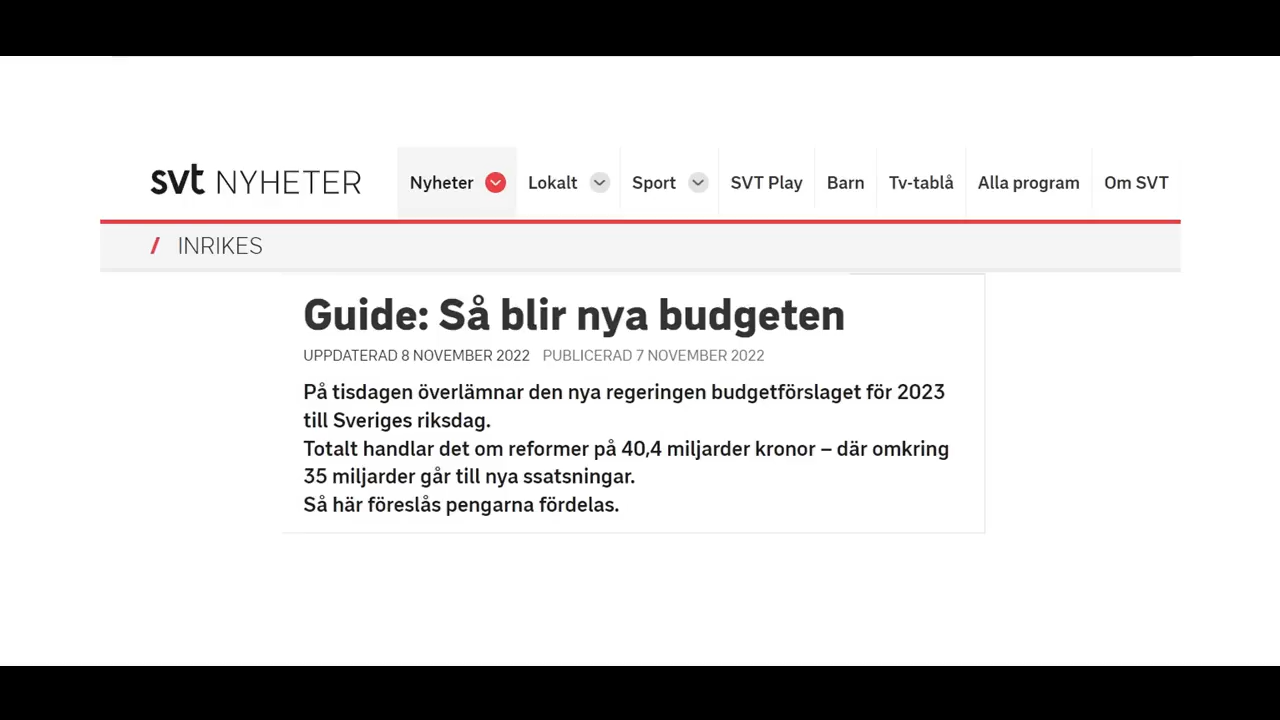 svt NYHETER
Nyheter Lokalt Sport SVT Play Barn Tv-tablå Alla program Om SVT
/ INRIKES
Guide: Så blir nya budgeten
UPPDATERAD 8 NOVEMBER 2022 PUBLICERAD 7 NOVEMBER 2022
På tisdagen överlämnar den nya regeringen budgetförslaget för 2023
till Sveriges riksdag.
Totalt handlar det om reformer på 40,4 miljarder kronor – där omkring
35 miljarder går till nya ssatsningar.
Så här föreslås pengarna fördelas.